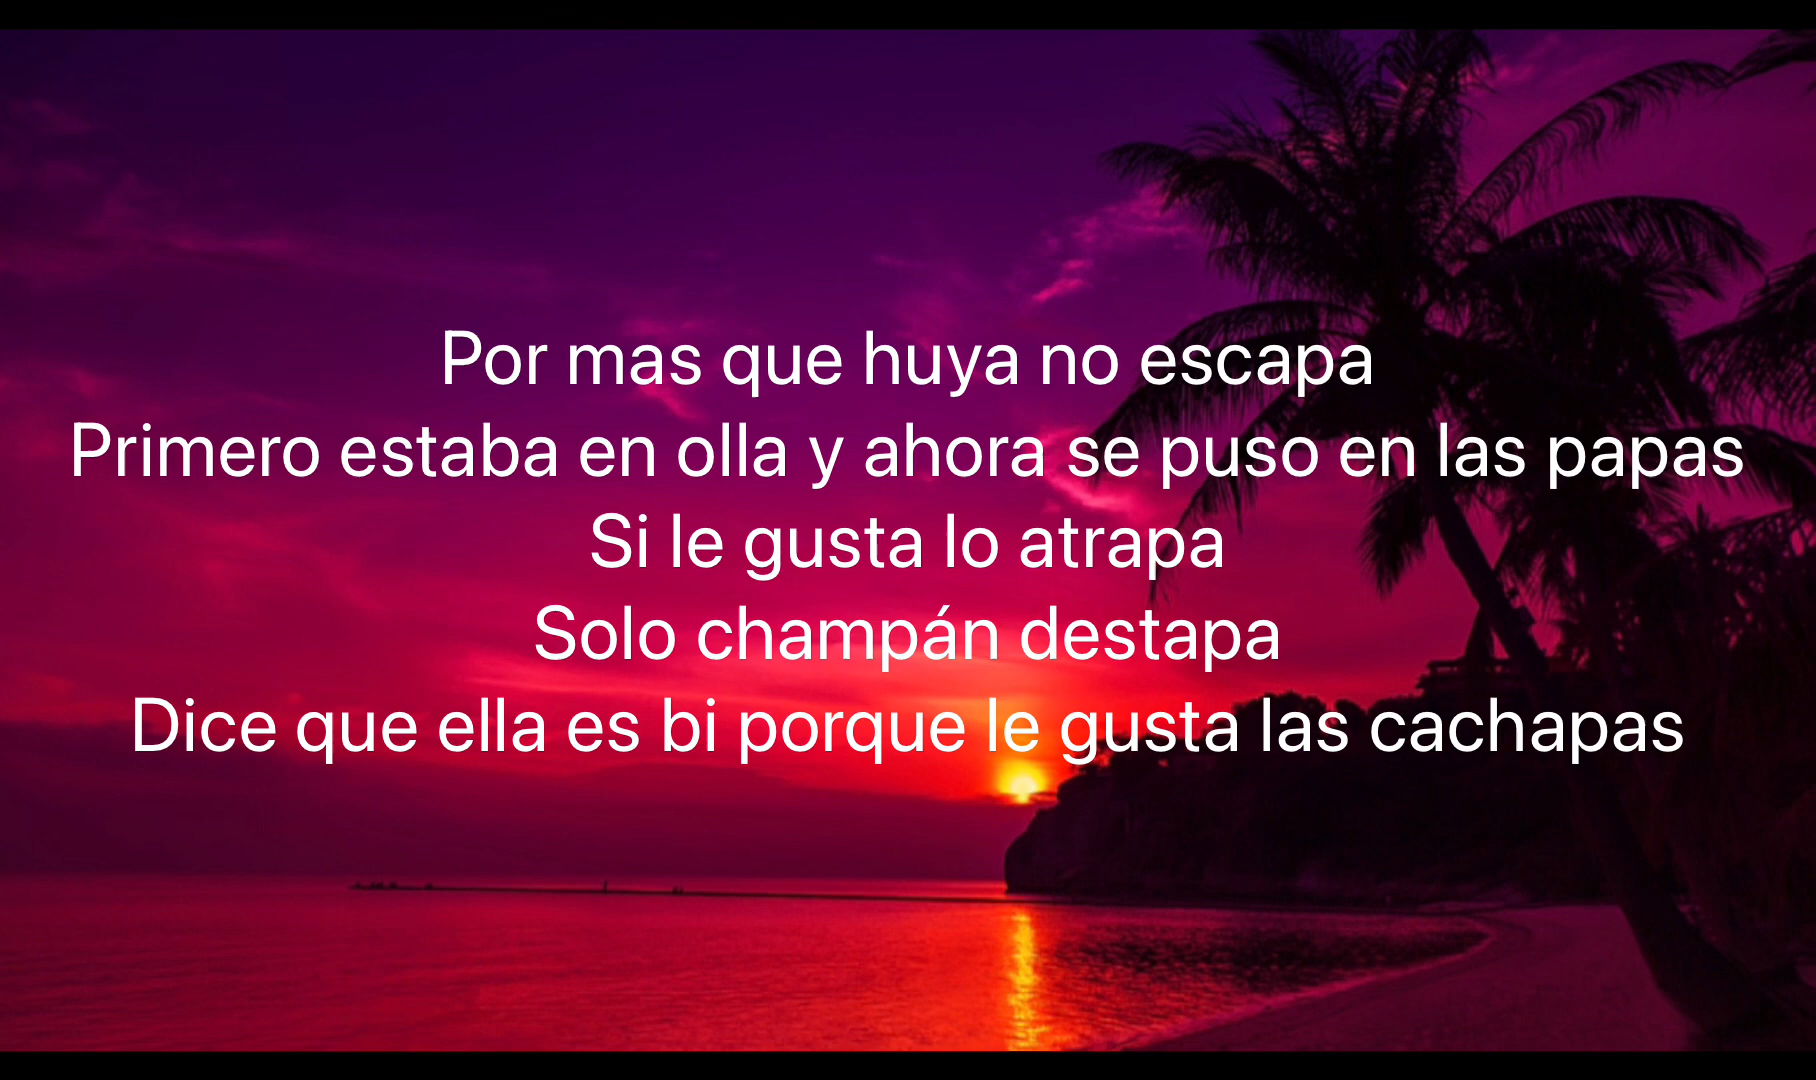 Por mas que huya no escapa
Primero estaba en olla y ahora se puso en las papas
Si le gusta lo atrapa
Solo champán destapa
Dice que ella es bi porque le gusta las cachapas